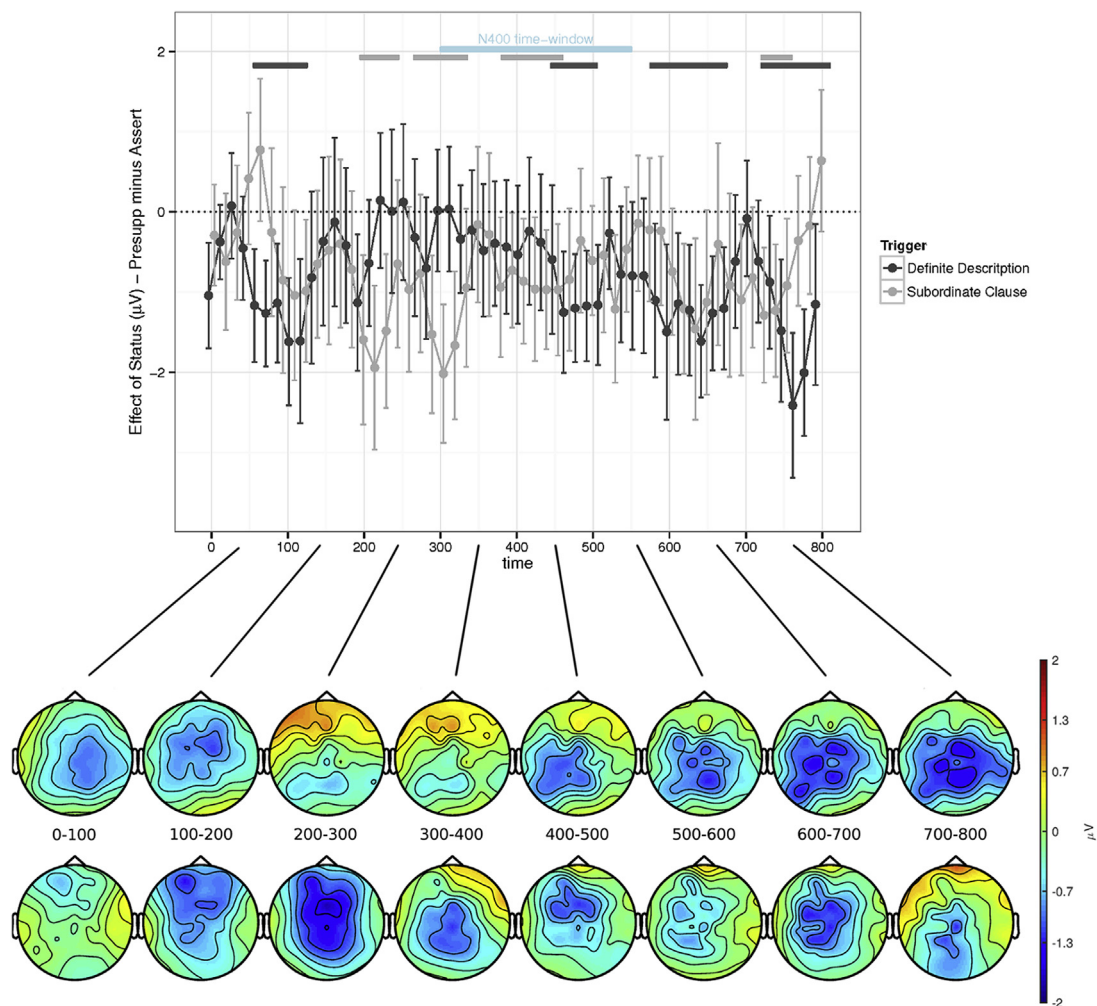 N400 time-window
2
0
-2
Effect of Status (μV) - Presupp minus Assert
Trigger
Definite Descritption
Subordinate Clause
0 100 200 300 400 500 600 700 800
time
2
1.3
0.7
0
-0.7
-1.3
-2
μV
0-100 100-200 200-300 300-400 400-500 500-600 600-700 700-800